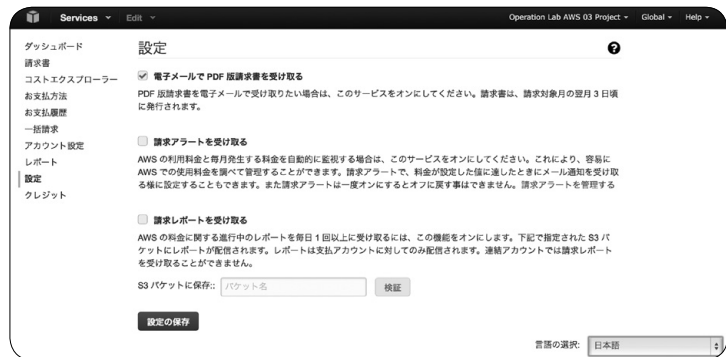 Services Edit Operation Lab AWS 03 Project Global Help
ダッシュボード
請求書
コストエクスプローラー
お支払方法
お支払履歴
一括請求
アカウント設定
レポート
設定
クレジット
設定
電子メールで PDF 版請求書を受け取る
PDF 版請求書を電子メールで受け取りたい場合は、このサービスをオンにしてください。請求書は、請求対象月の翌月 3 日頃
に発行されます。
請求アラートを受け取る
AWS の利用料金と毎月発生する料金を自動的に監視する場合は、このサービスをオンにしてください。これにより、容易に
AWS での使用料金を調べて管理することができます。請求アラートで、料金が設定した値に達したときにメール通知を受け取
る様に設定することもできます。また請求アラートは一度オンにするとオフに戻す事はできません。請求アラートを管理する
請求レポートを受け取る
AWS の料金に関する進行中のレポートを毎日 1 回以上に受け取るには、この機能をオンにします。下記で指定された S3 バ
ケットにレポートが配信されます。レポートは支払アカウントに対してのみ配信されます。連結アカウントでは請求レポート
を受け取ることができません。
S3 バケットに保存:: バケット名 検証
設定の保存
言語の選択: 日本語